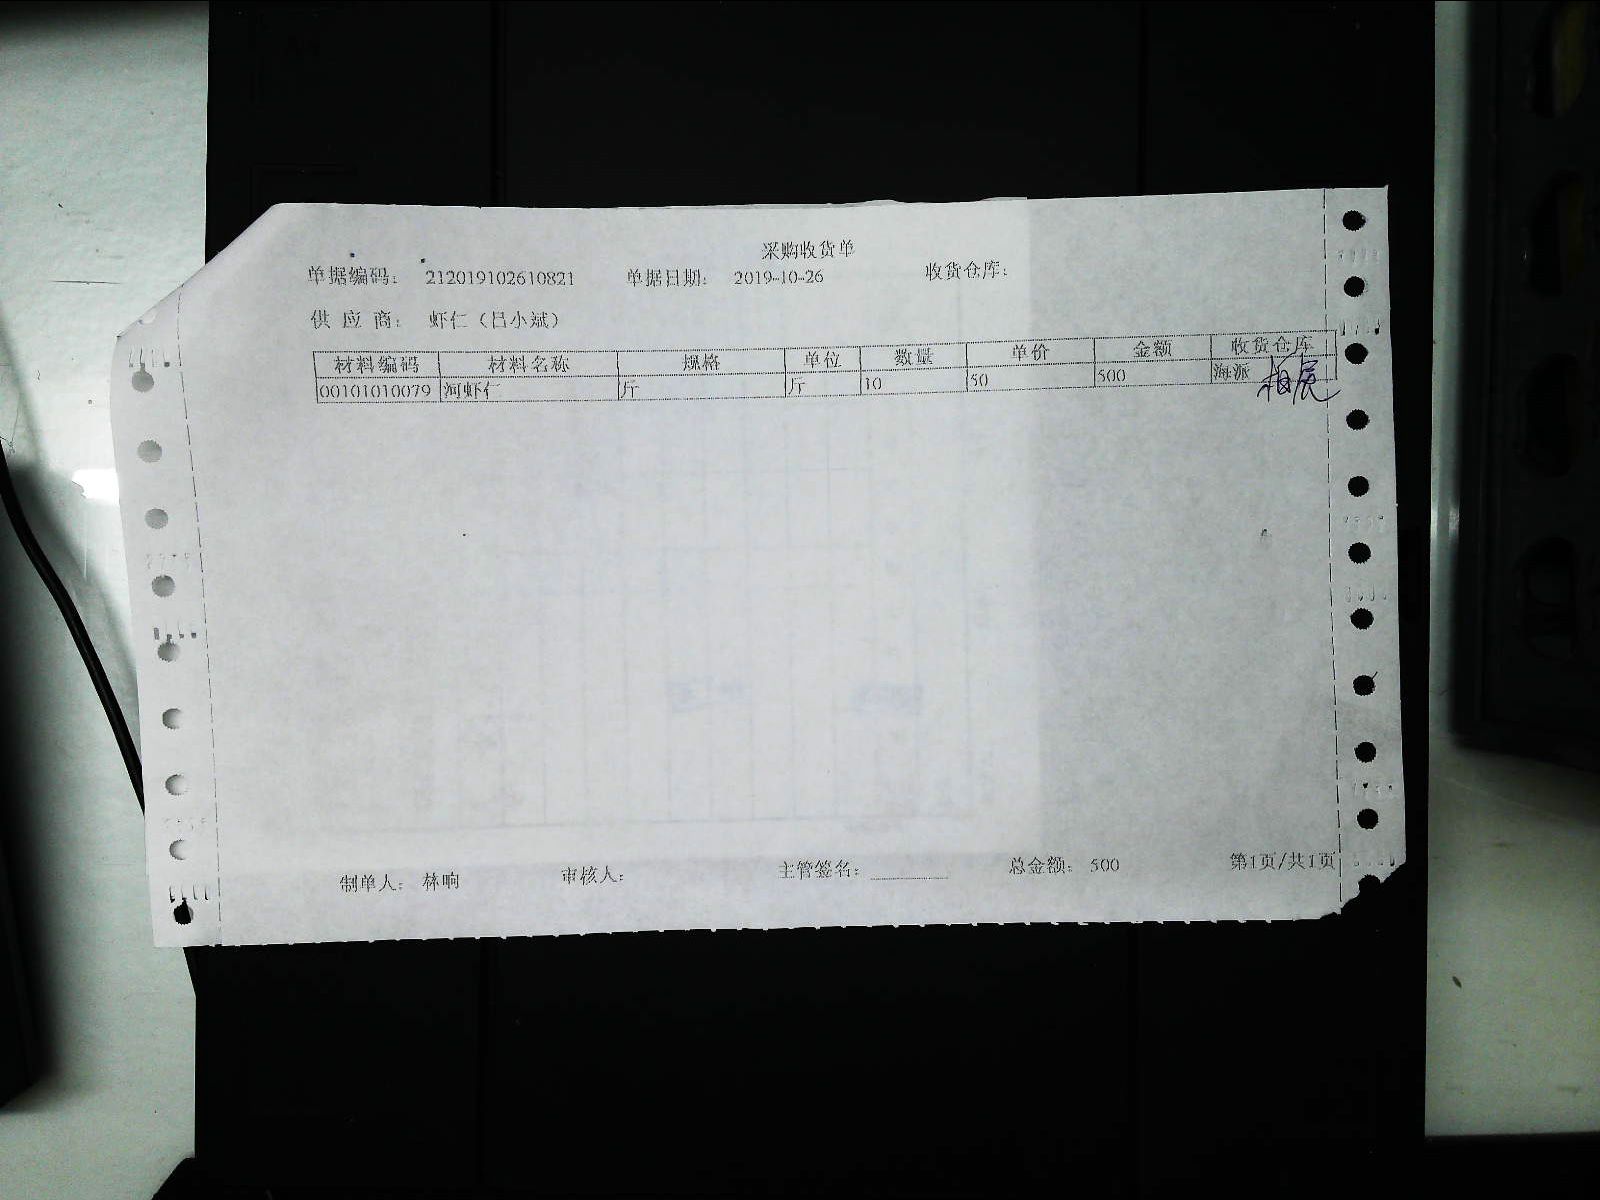 采购收货单
单据编码: 212019102610821 单据日期: 2019-10-26 收货仓库:
供 应 商: 虾仁（吕小斌）
材料编码 材料名称 规格 单位 数量 单价 金额 收货仓库
00101010079 河虾仁 斤 斤 10 50 500 海派
制单人: 林响 审核人: 主管签名: 总金额: 500 第1页/共1页